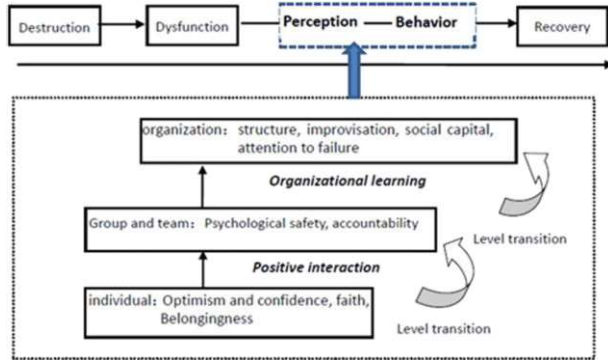 Destruction
Dysfunction
Perception
Behavior
Recovery
organization: structure, improvisation, social capital,
attention to failure
Organizational learning
Level transition
Group and team: Psychological safety, accountability
Positive interaction
Level transition
individual: Optimism and confidence, faith,
Belongingness